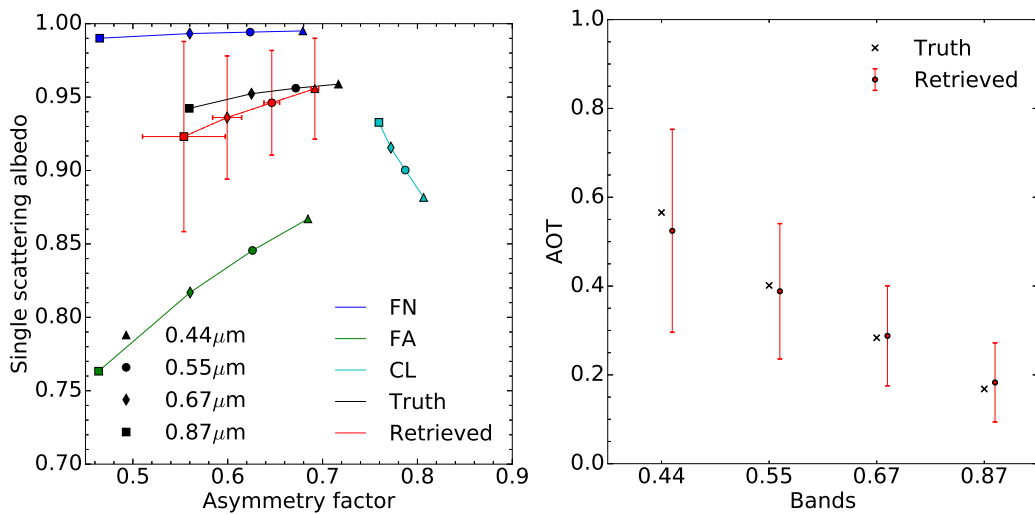 1.00
0.95
0.90
0.85
0.80
0.75
0.70
Single scattering albedo
0.44μm
0.55μm
0.67μm
0.87μm
FN
FA
CL
Truth
Retrieved
0.5 0.6 0.7 0.8 0.9
Asymmetry factor
1.0
0.8
0.6
0.4
0.2
0.0
AOT
Truth
Retrieved
0.44 0.55 0.67 0.87
Bands